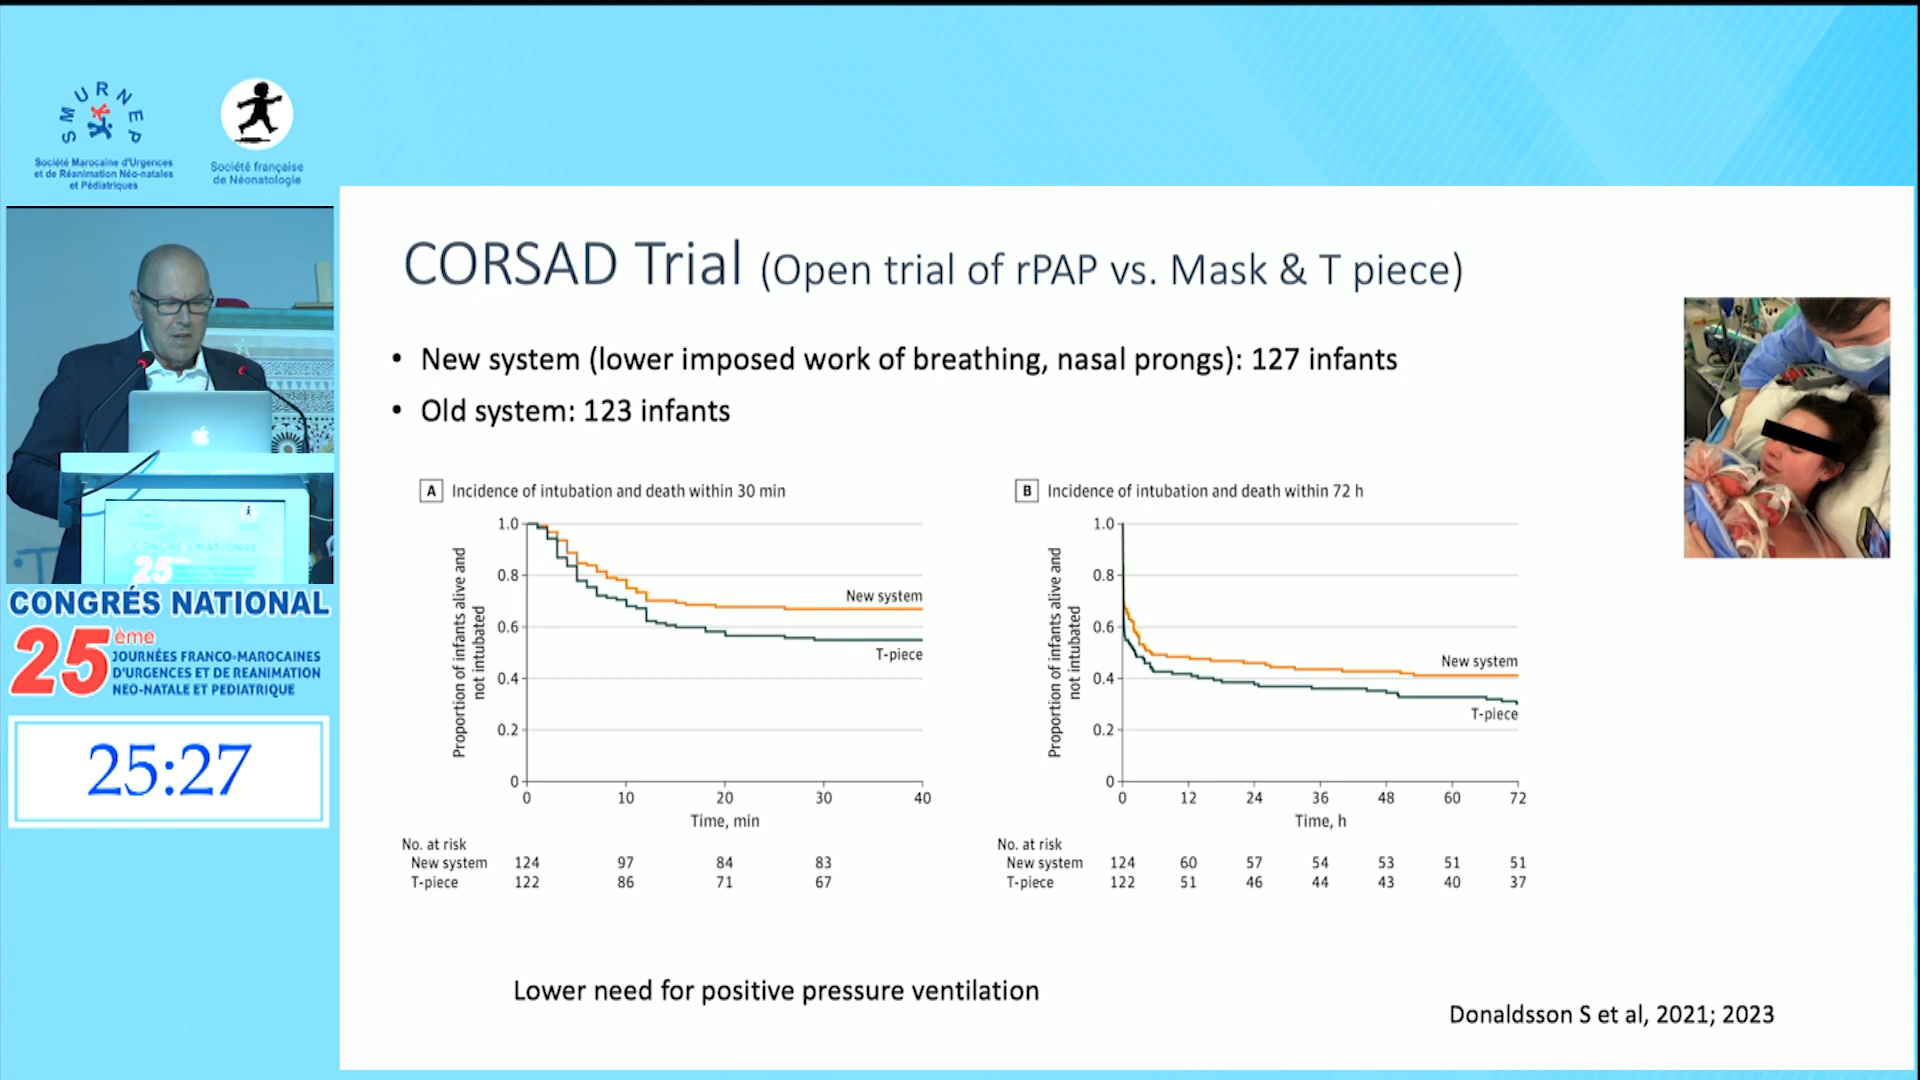 SMURNEP
Société Marocaine d'Urgences
et de Réanimation Néo-natales
et Pédiatriques
Société française
de Néonatologie
CORSAD Trial (Open trial of rPAP vs. Mask & T piece)
• New system (lower imposed work of breathing, nasal prongs): 127 infants
• Old system: 123 infants
A Incidence of intubation and death within 30 min
Proportion of infants alive and
not intubated
1.0
0.8
0.6
0.4
0.2
0
New system
T-piece
0 10 20 30 40
Time, min
No. at risk
New system 124 97 84 83
T-piece 122 86 71 67
B Incidence of intubation and death within 72 h
Proportion of infants alive and
not intubated
1.0
0.8
0.6
0.4
0.2
0
New system
T-piece
0 12 24 36 48 60 72
Time, h
No. at risk
New system 124 60 57 54 53 51 51
T-piece 122 51 46 44 43 40 37
Lower need for positive pressure ventilation
Donaldsson S et al, 2021; 2023
CONGRÈS NATIONAL
25
CONGRÉS NATIONAL
25ème
JOURNÉES FRANCO-MAROCAINES
D'URGENCES ET DE REANIMATION
NEO-NATALE ET PEDIATRIQUE
25:27